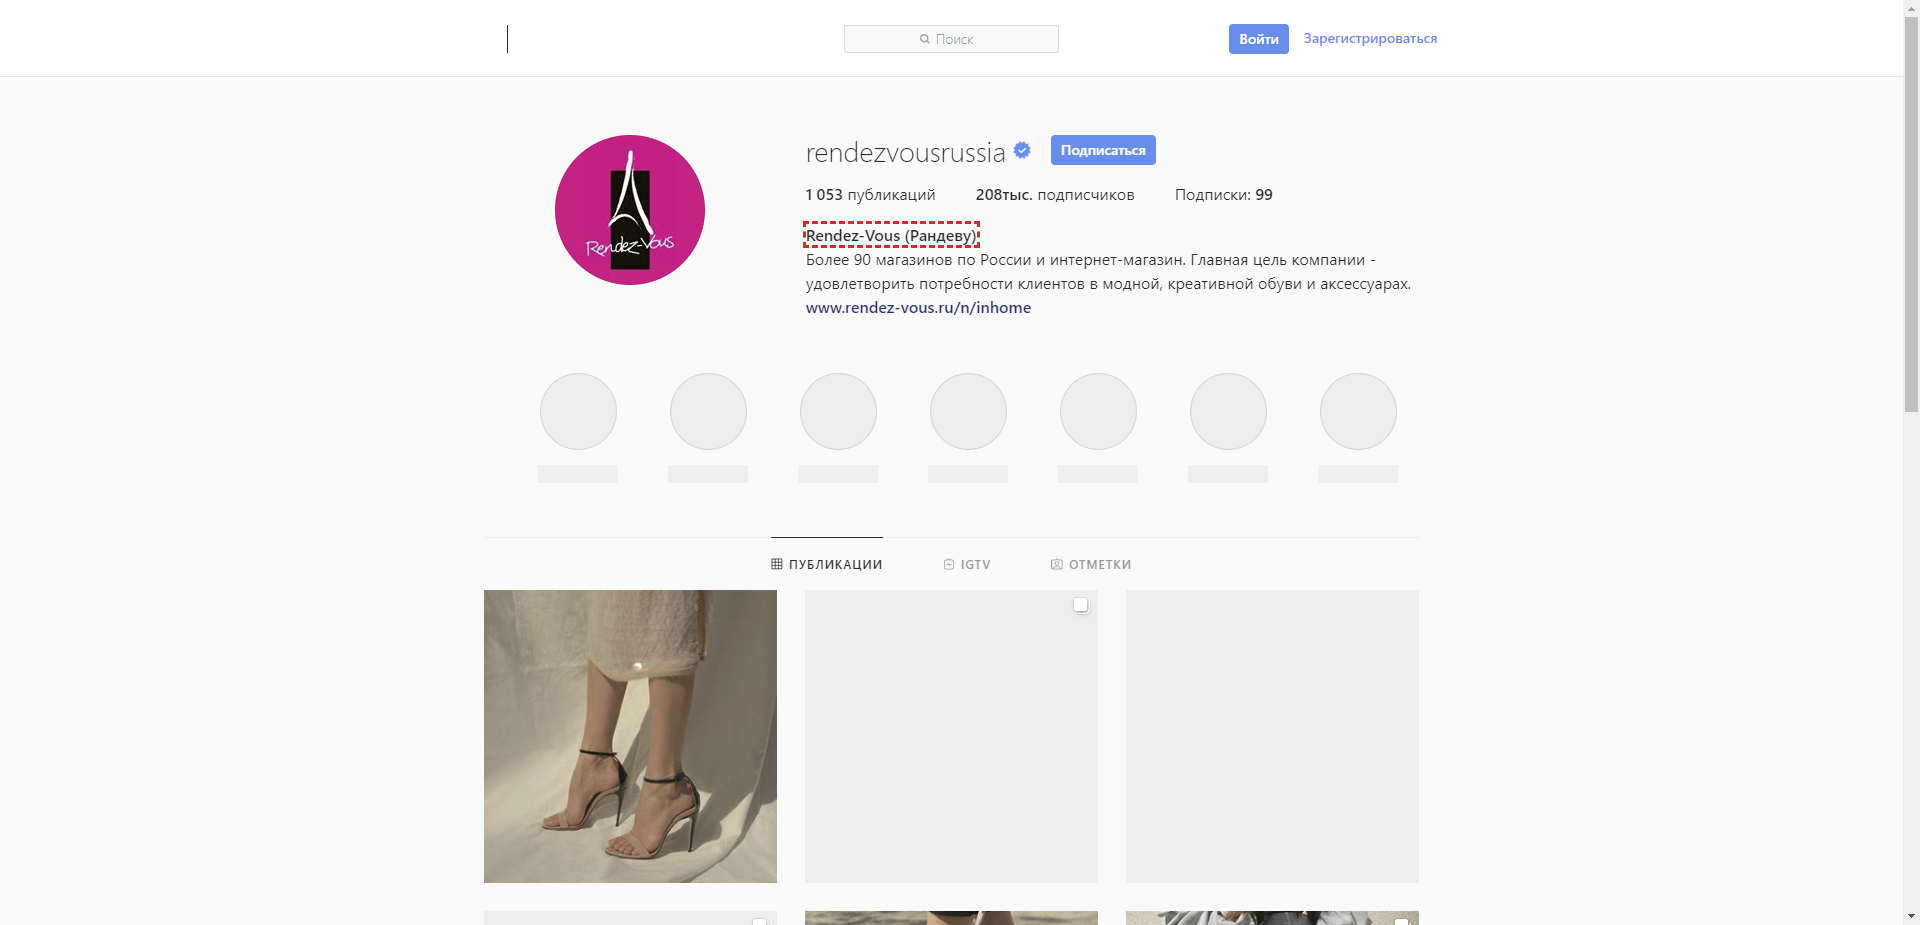 Поиск
Войти
Зарегистрироваться
Rendez-Vous
rendezvousrussia
Подписаться
1 053 публикаций
208тыс. подписчиков
Подписки: 99
Rendez-Vous (Рандеву)
Более 90 магазинов по России и интернет-магазин. Главная цель компании -
удовлетворить потребности клиентов в модной, креативной обуви и аксессуарах.
www.rendez-vous.ru/n/inhome
ПУБЛИКАЦИИ
IGTV
ОТМЕТКИ